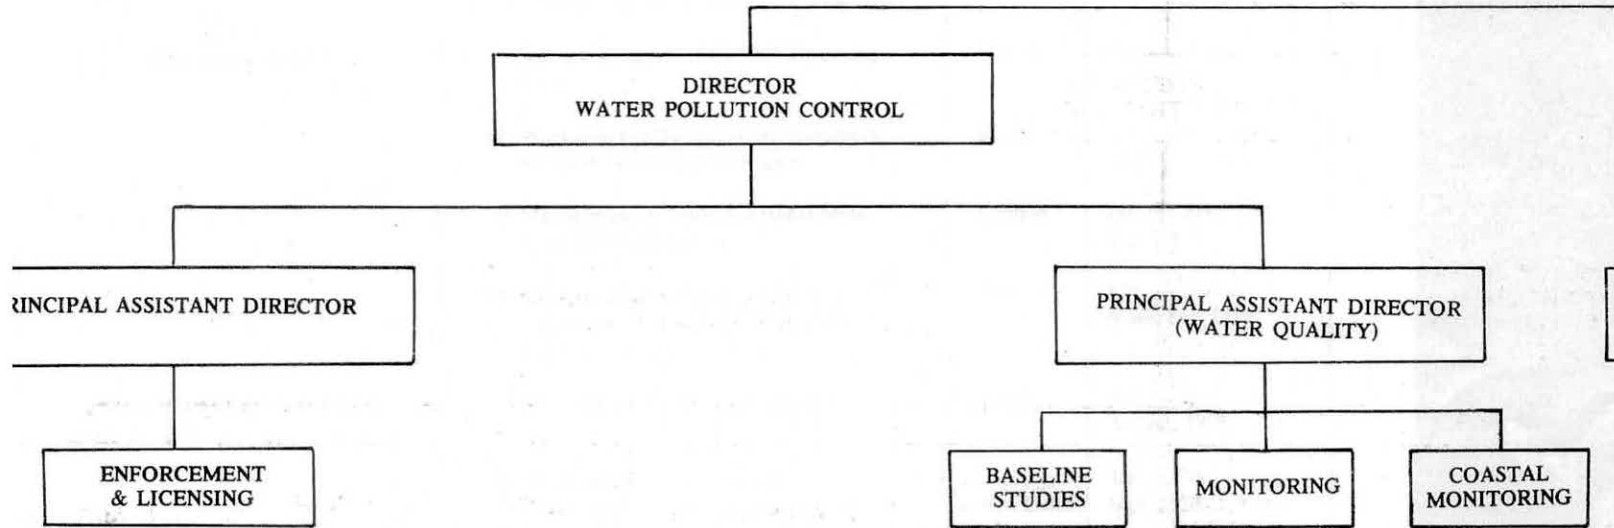 DIRECTOR
WATER POLLUTION CONTROL
RINCIPAL ASSISTANT DIRECTOR
PRINCIPAL ASSISTANT DIRECTOR
(WATER QUALITY)
ENFORCEMENT
& LICENSING
BASELINE
STUDIES
MONITORING
COASTAL
MONITORING